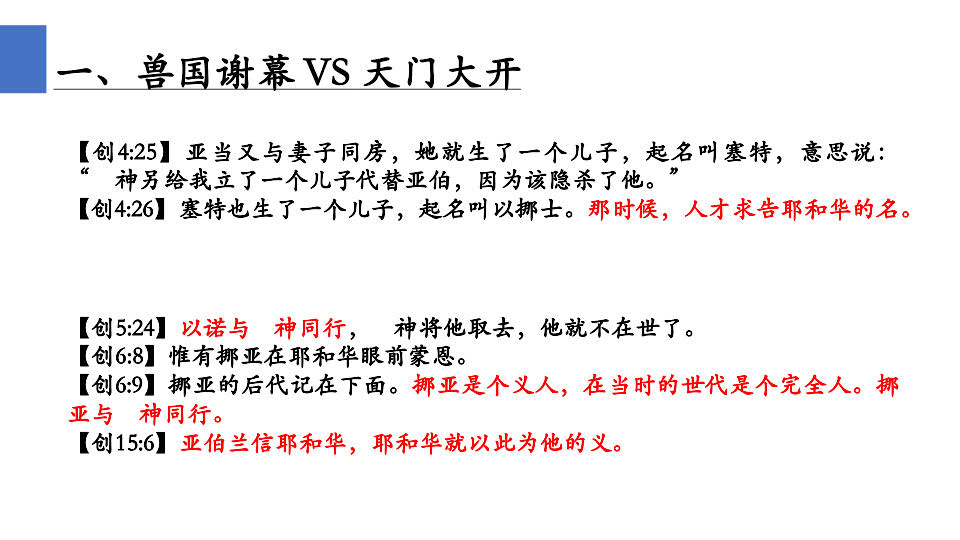 一、兽国谢幕 VS 天门大开
【创4:25】亚当又与妻子同房，她就生了一个儿子，起名叫塞特，意思说：
“　神另给我立了一个儿子代替亚伯，因为该隐杀了他。”
【创4:26】塞特也生了一个儿子，起名叫以挪士。那时候，人才求告耶和华的名。
【创5:24】以诺与　神同行，　神将他取去，他就不在世了。
【创6:8】惟有挪亚在耶和华眼前蒙恩。
【创6:9】挪亚的后代记在下面。挪亚是个义人，在当时的世代是个完全人。挪
亚与　神同行。
【创15:6】亚伯兰信耶和华，耶和华就以此为他的义。